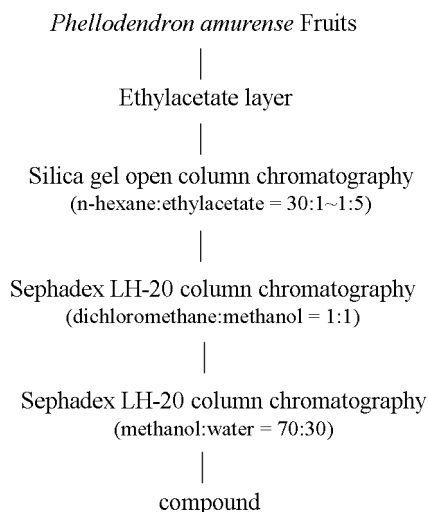 Phellodendron amurense Fruits
Ethylacetate layer
Silica gel open column chromatography
(n-hexane:ethylacetate = 30:1~1:5)
Sephadex LH-20 column chromatography
(dichloromethane:methanol = 1:1)
Sephadex LH-20 column chromatography
(methanol:water = 70:30)
compound